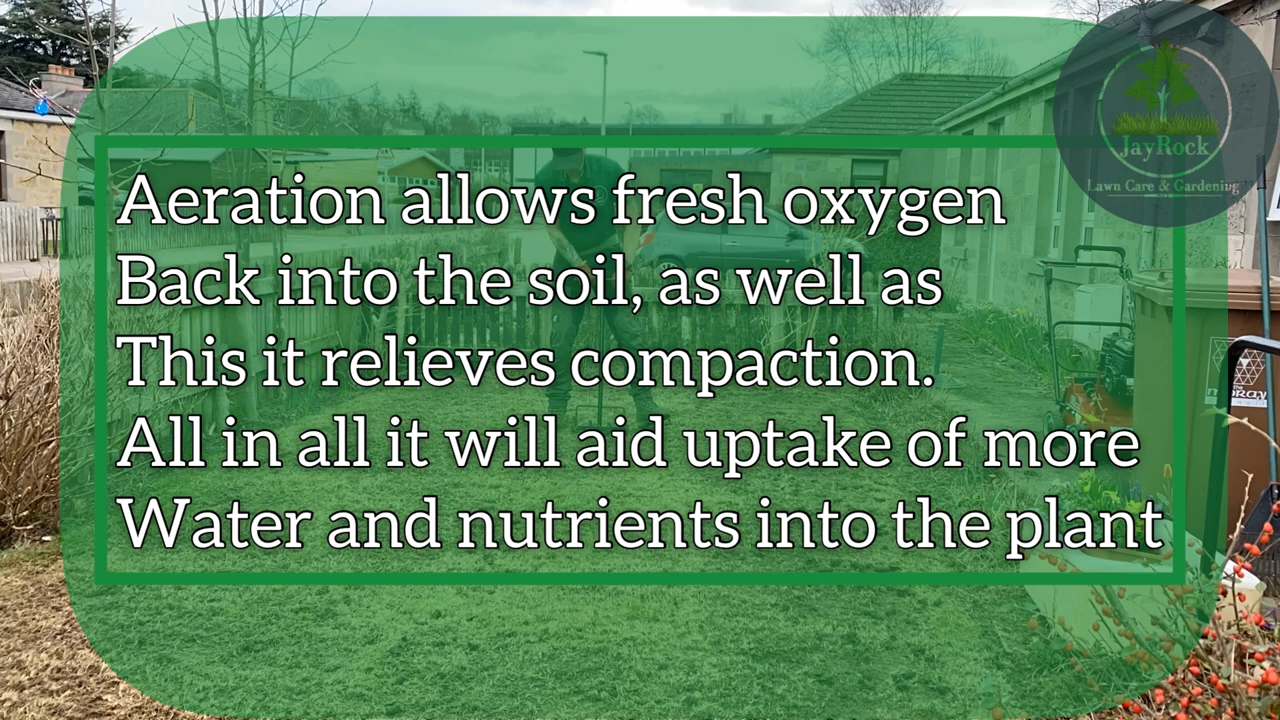 Aeration allows fresh oxygen
Back into the soil, as well as
This it relieves compaction.
All in all it will aid uptake of more
Water and nutrients into the plant
JayRock
Lawn Care & Gardening
the